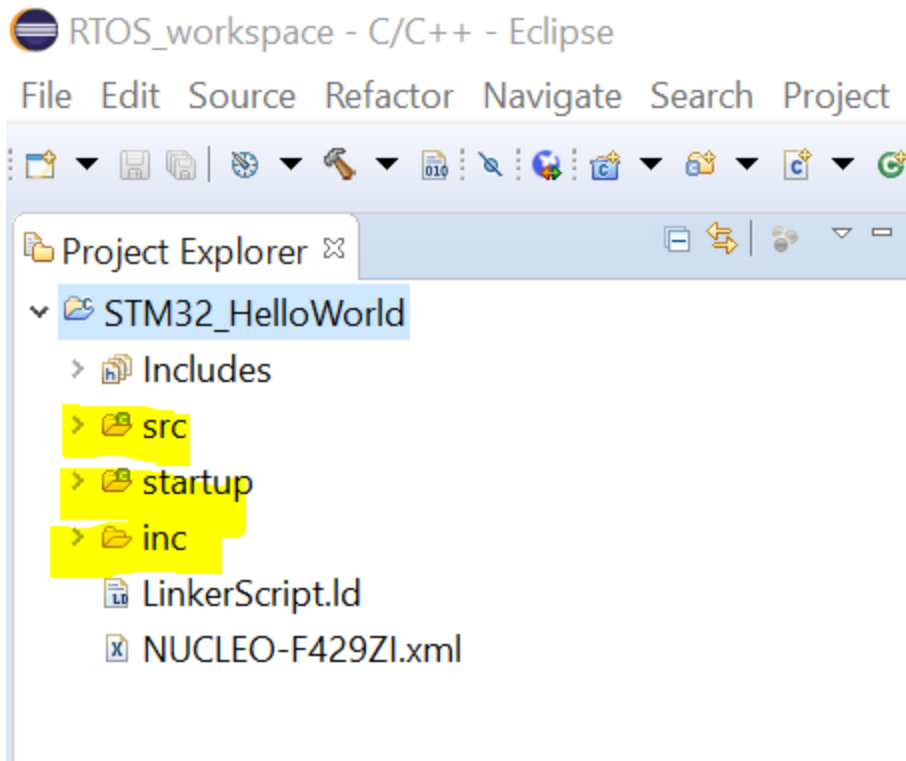 RTOS_workspace - C/C++ - Eclipse
File Edit Source Refactor Navigate Search Project
Project Explorer
STM32_HelloWorld
Includes
src
startup
inc
LinkerScript.ld
NUCLEO-F429ZI.xml